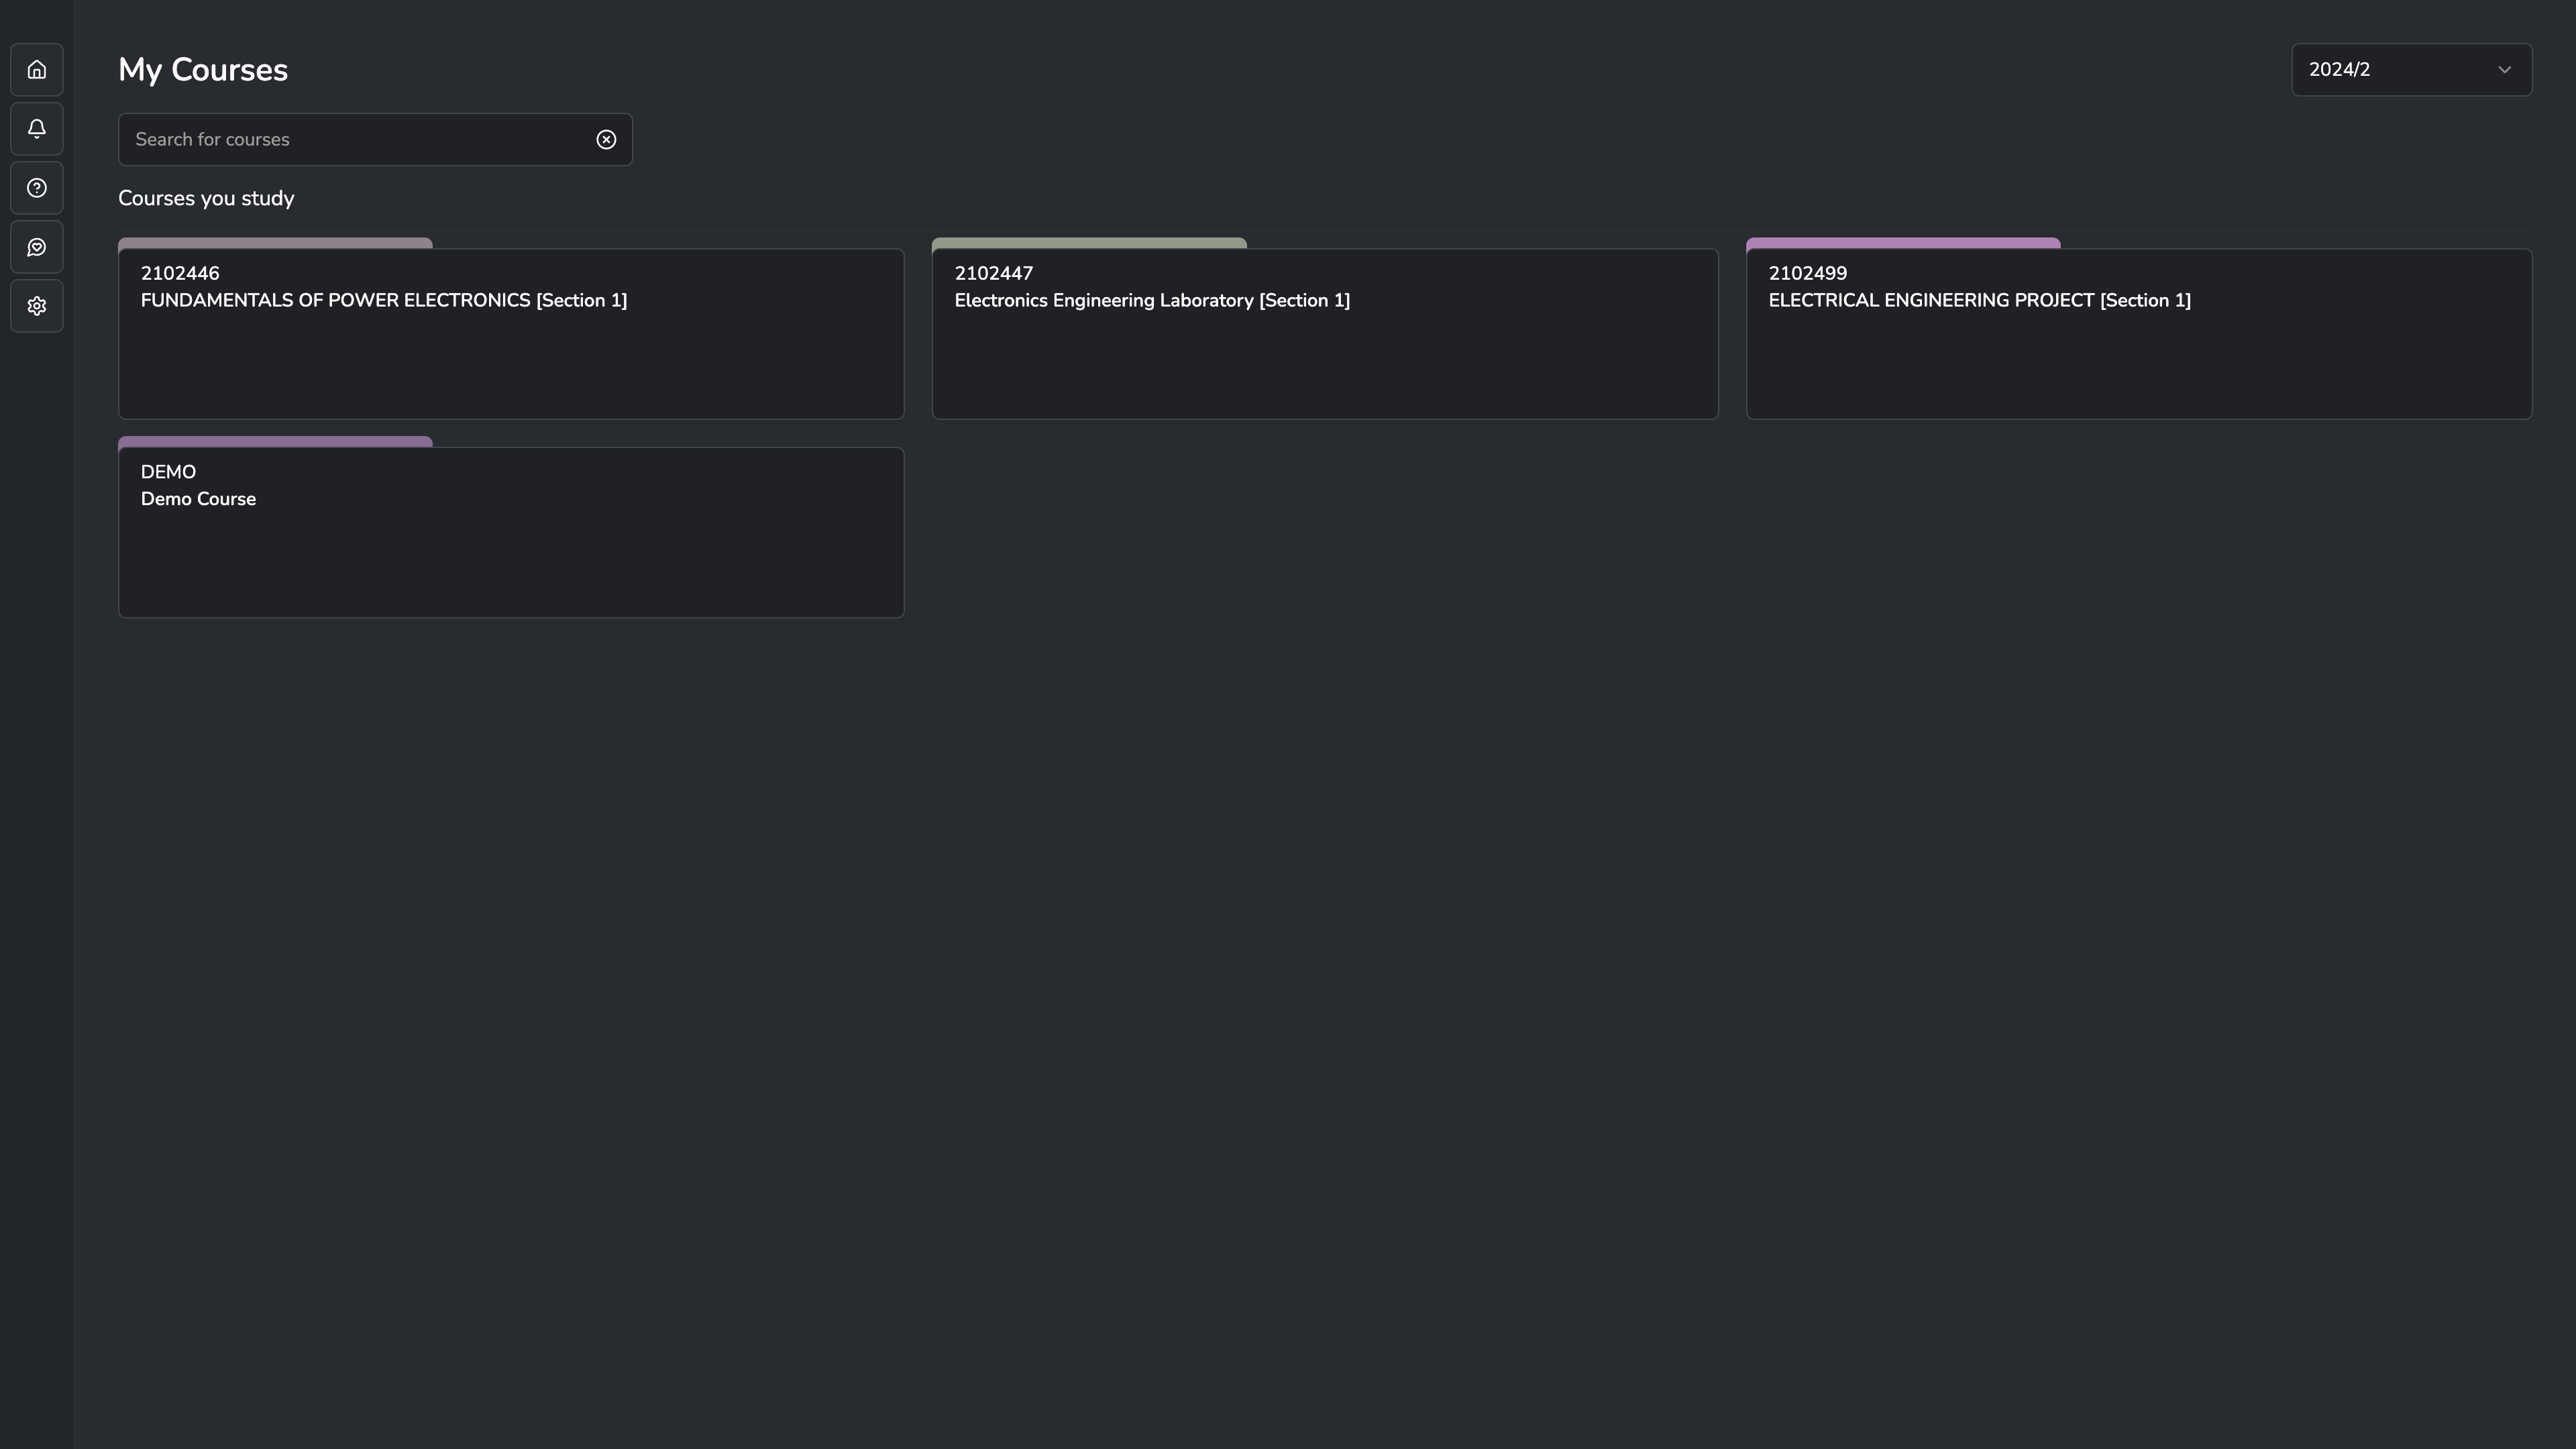 My Courses
2024/2
Search for courses
Courses you study
2102446
FUNDAMENTALS OF POWER ELECTRONICS [Section 1]
2102447
Electronics Engineering Laboratory [Section 1]
2102499
ELECTRICAL ENGINEERING PROJECT [Section 1]
DEMO
Demo Course